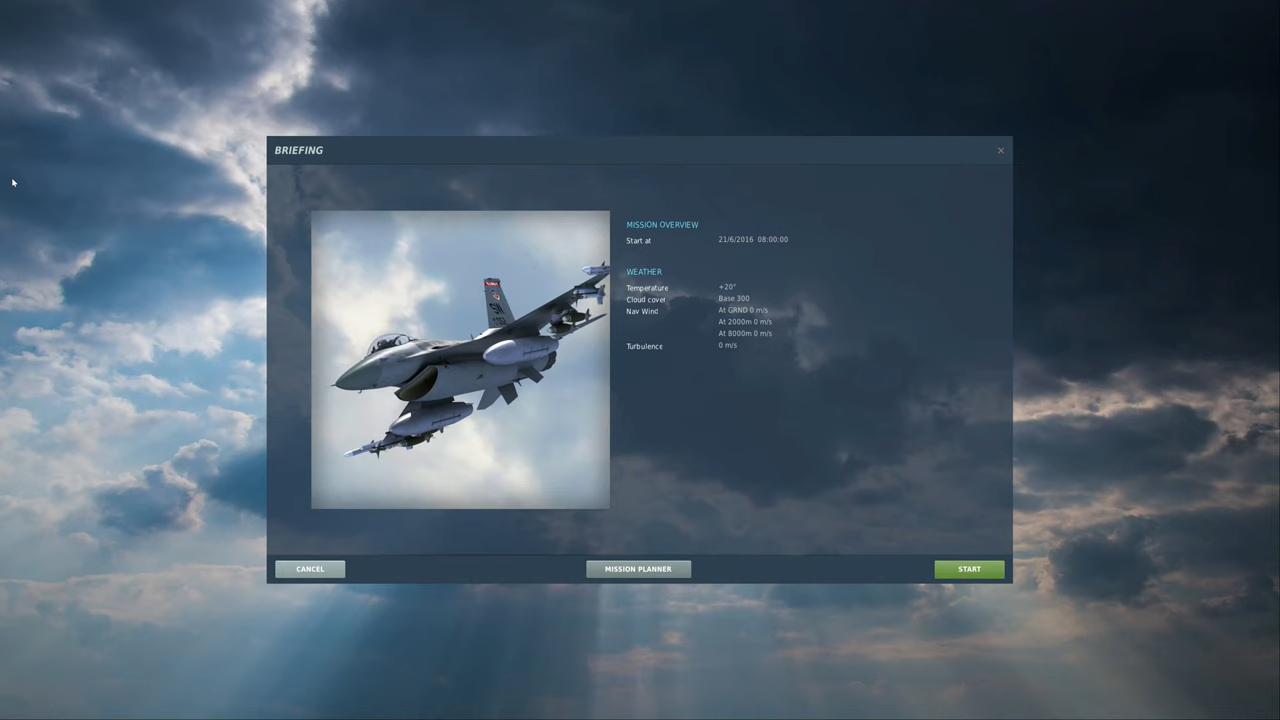 BRIEFING
×
MISSION OVERVIEW
Start at 21/6/2016 08:00:00
WEATHER
Temperature +20°
Cloud cover Base 300
Nav Wind At GRND 0 m/s
At 2000m 0 m/s
At 8000m 0 m/s
Turbulence 0 m/s
CANCEL MISSION PLANNER START